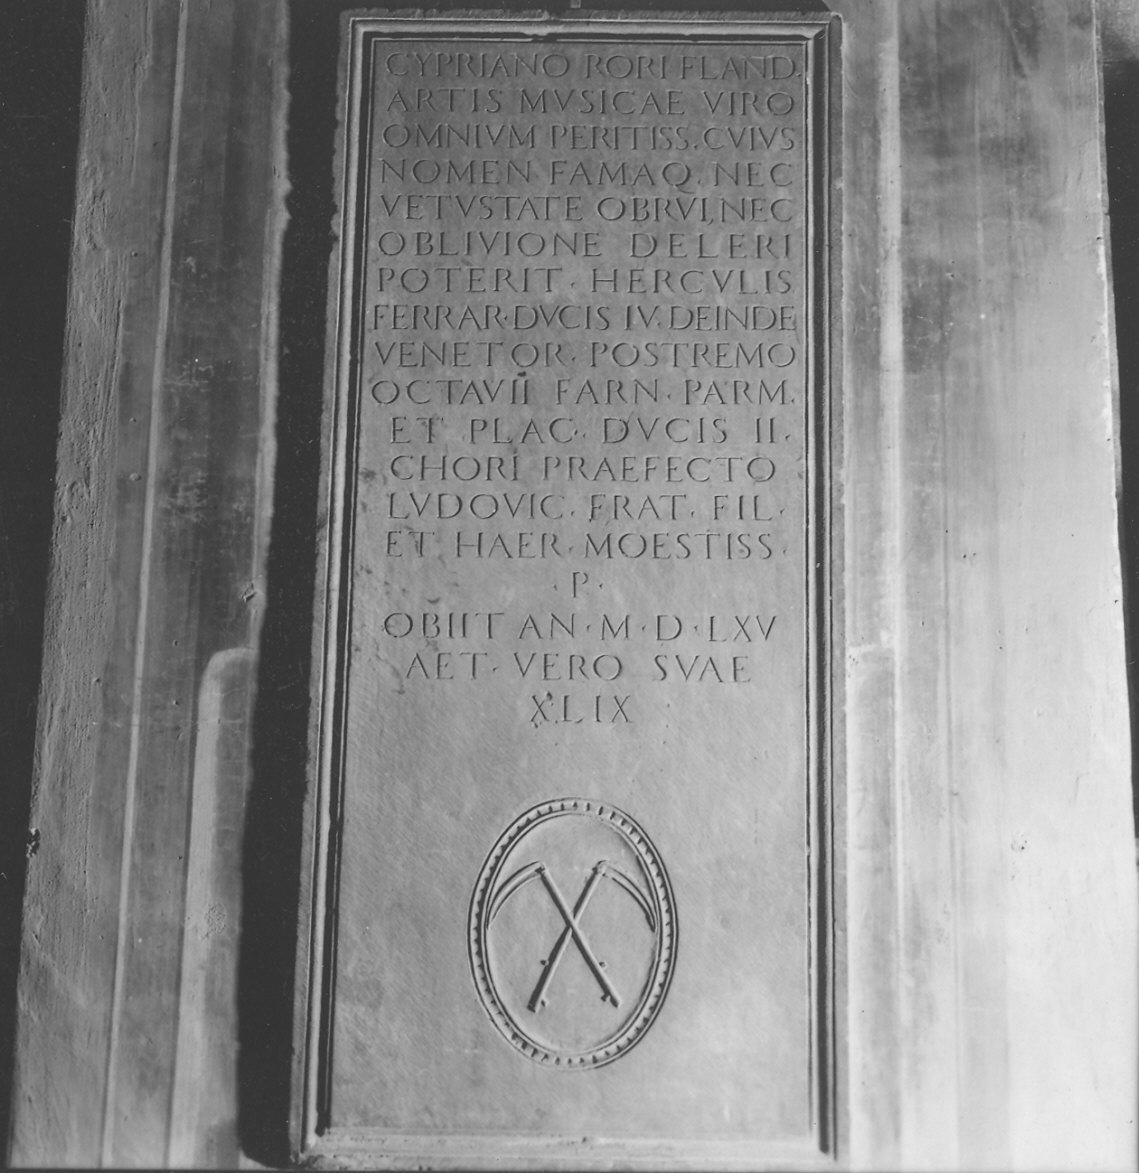 CYPRIANO RORI FLAND.
ARTIS MVSICAE VIRO
OMNIVM PERITISS·CVIVS
NOMEN FAMAQ·NEC
VETVSTATE OBRVI,NEC
OBLIVIONE DELERI
POTERIT·HERCVLIS
FERRAR·DVCIS IV.DEINDE
VENETOR·POSTREMO
OCTAVII FARN·PARM.
ET·PLAC·DVCIS II·
CHORI PRAEFECTO
LVDOVIC·FRAT·FIL·
ET HAER·MOESTISS·
·P·
OBIIT AN·M·D·LXV
AET·VERO SVAE
XLIX